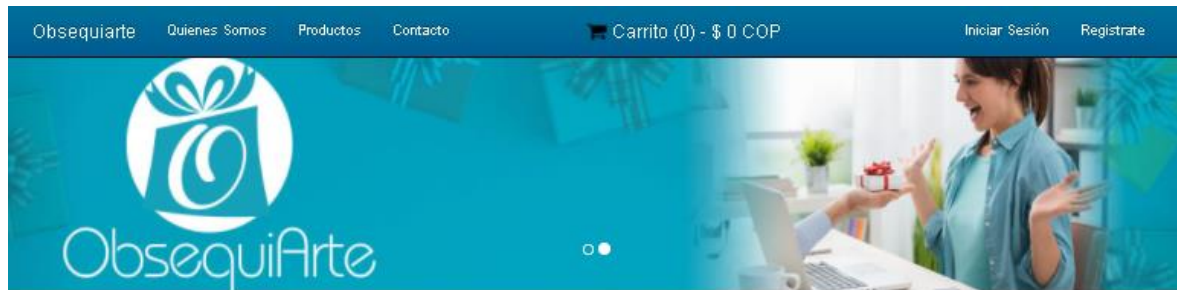 Obsequiarte Quienes Somos Productos Contacto Carrito (0) - $ 0 COP Iniciar Sesión Registrate
O
ObsequiArte